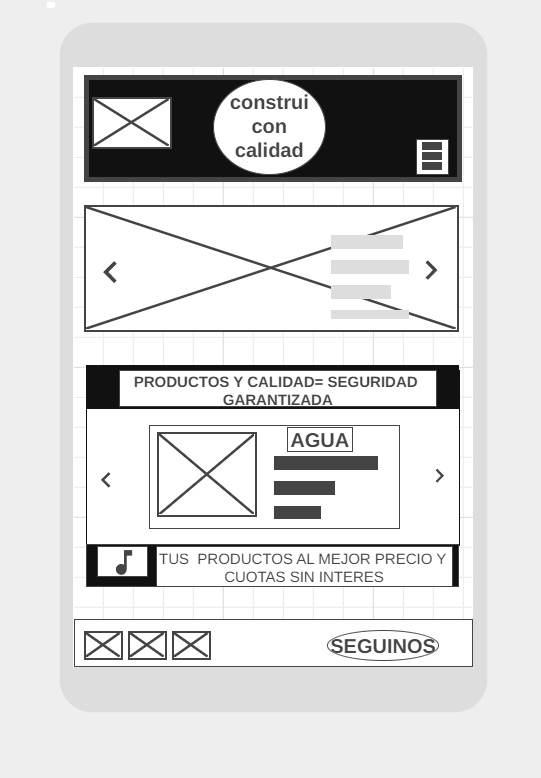 construi
con
calidad
PRODUCTOS Y CALIDAD= SEGURIDAD
GARANTIZADA
AGUA
TUS  PRODUCTOS AL MEJOR PRECIO Y
CUOTAS SIN INTERES
SEGUINOS